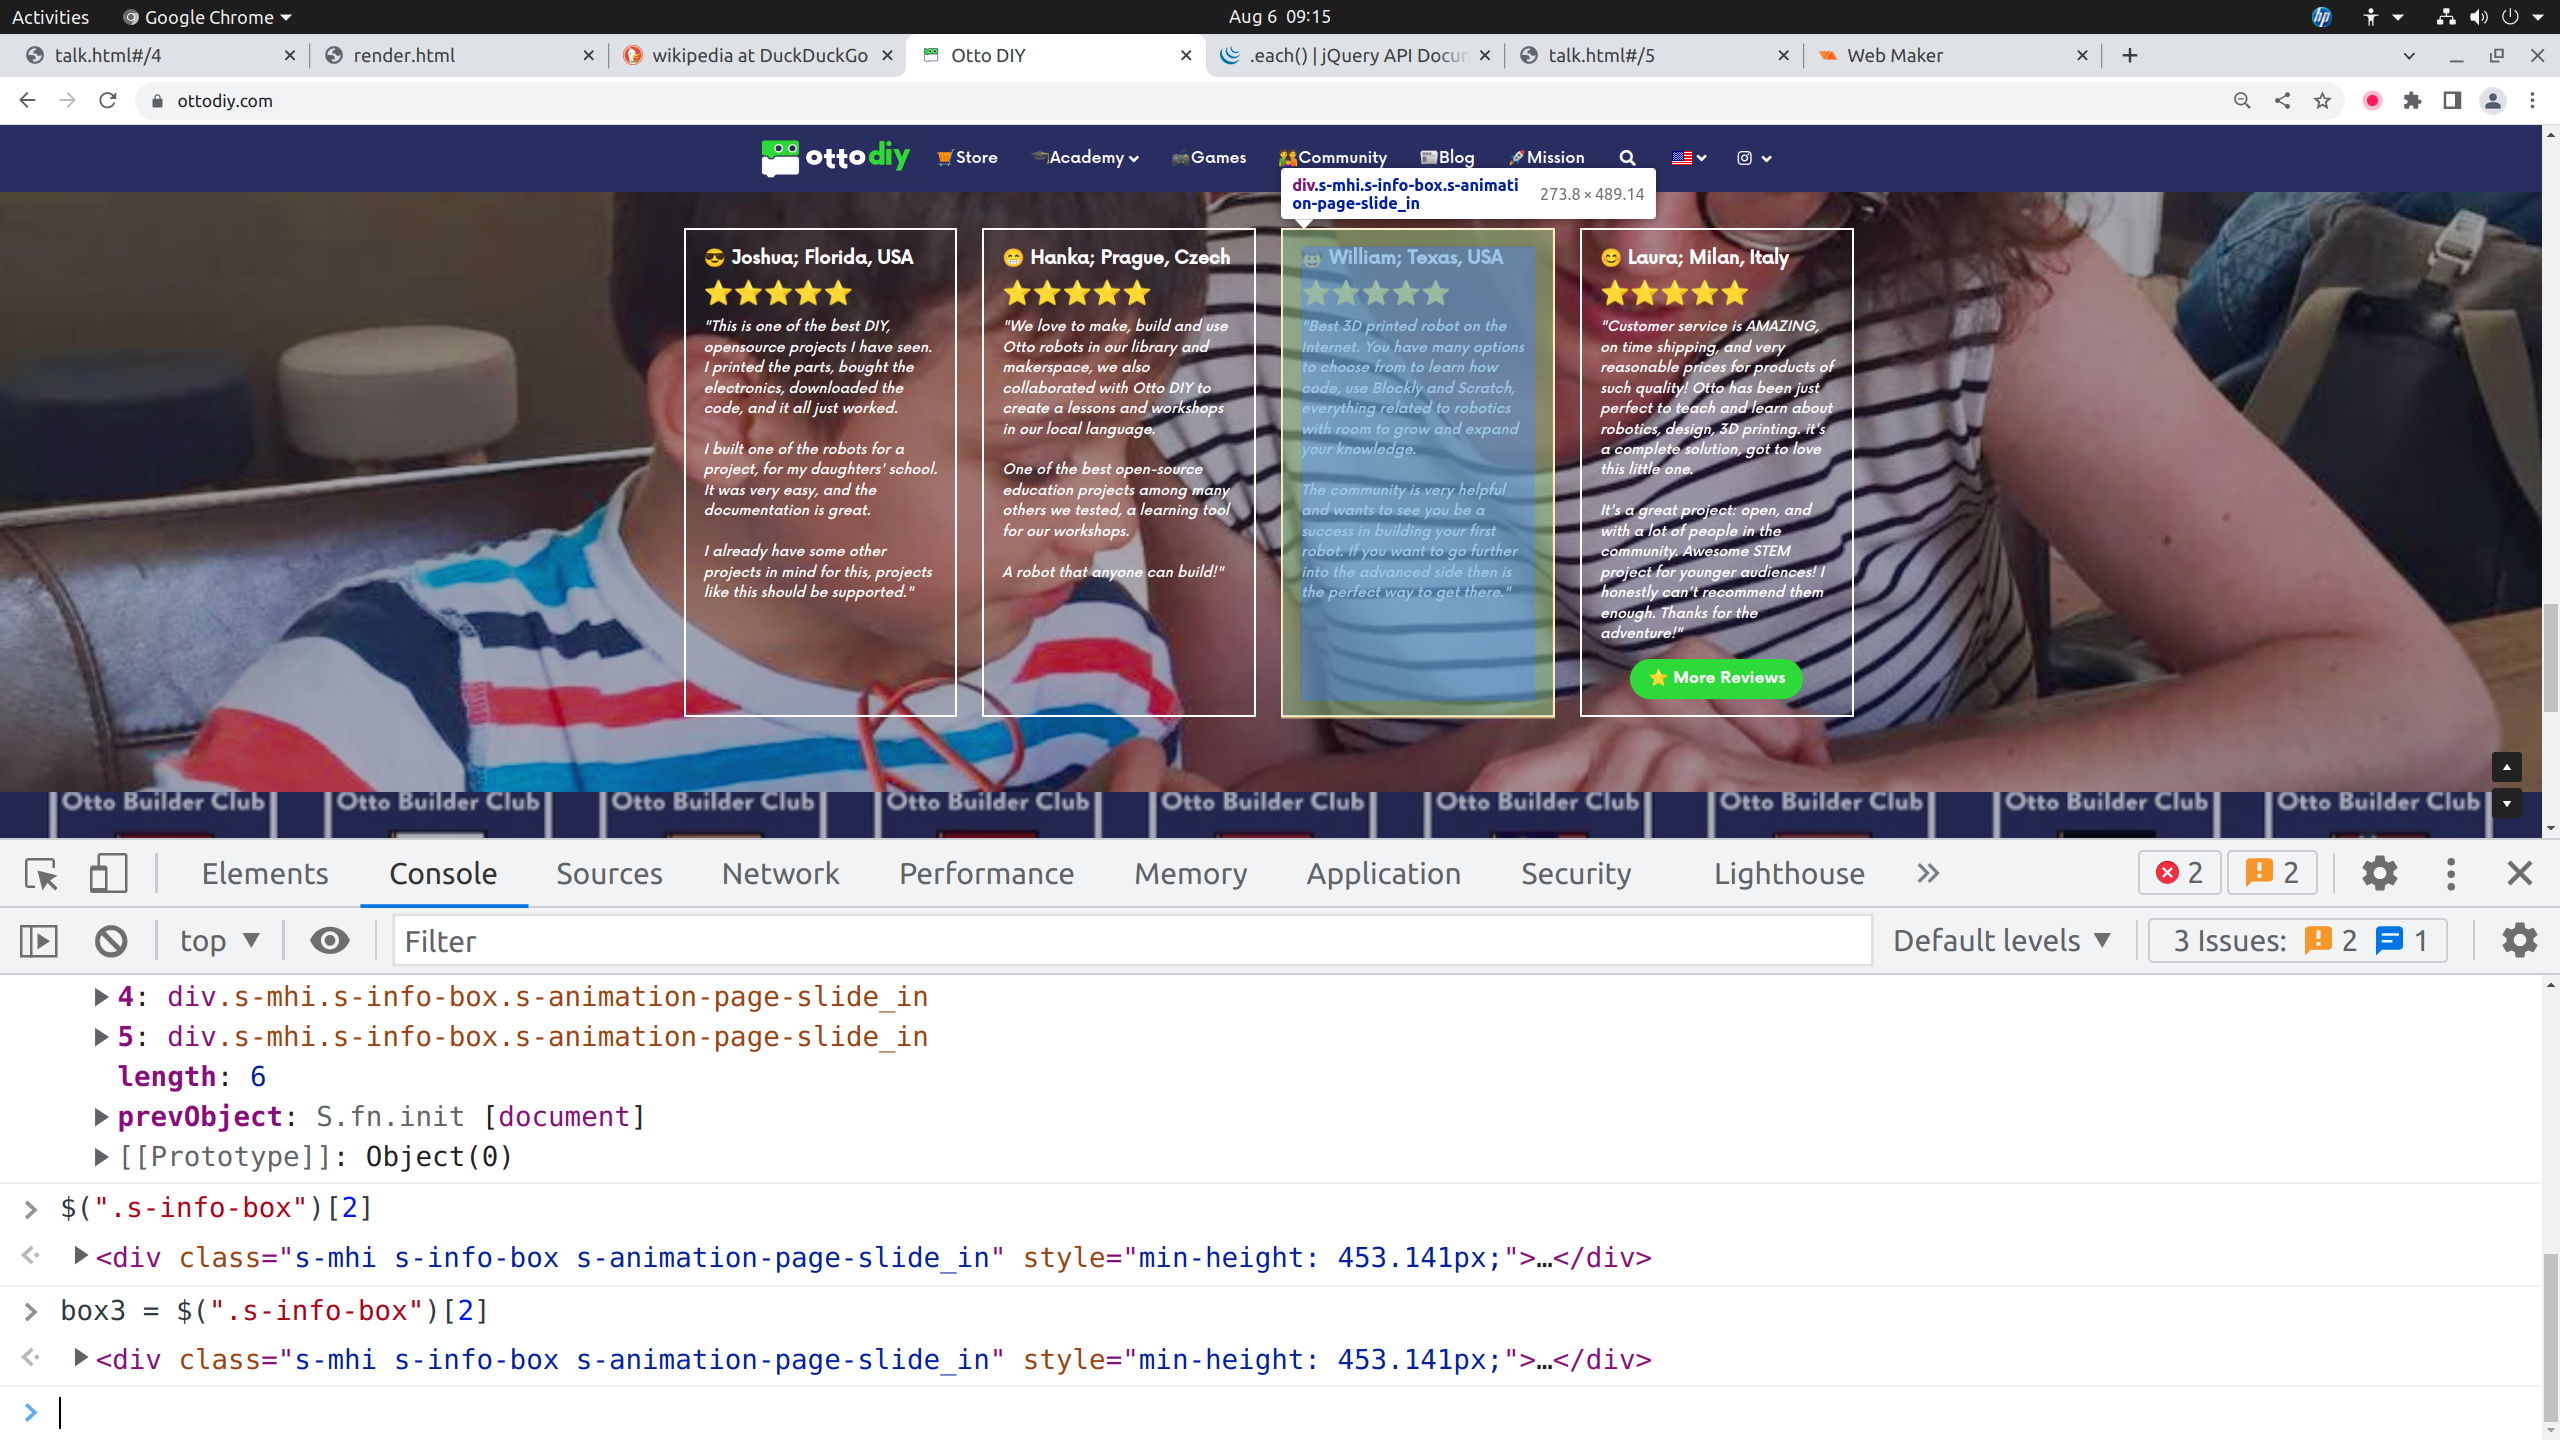 Activities
Google Chrome
Aug 6 09:15
talk.html#/4
render.html
wikipedia at DuckDuckGo
Otto DIY
.each() | jQuery API Docum
talk.html#/5
Web Maker
ottodiy.com
otto diy
Store
Academy
Games
Community
Blog
Mission
div.s-mhi.s-info-box.s-animati
on-page-slide_in
273.8 × 489.14
Joshua; Florida, USA
"This is one of the best DIY,
opensource projects I have seen.
I printed the parts, bought the
electronics, downloaded the
code, and it all just worked.
I built one of the robots for a
project, for my daughters' school.
It was very easy, and the
documentation is great.
I already have some other
projects in mind for this, projects
like this should be supported."
Hanka; Prague, Czech
"We love to make, build and use
Otto robots in our library and
makerspace, we also
collaborated with Otto DIY to
create a lessons and workshops
in our local language.
One of the best open-source
education projects among many
others we tested, a learning tool
for our workshops.
A robot that anyone can build!"
William; Texas, USA
"Best 3D printed robot on the
Internet. You have many options
to choose from to learn how
code, use Blockly and Scratch,
everything related to robotics
with room to grow and expand
your knowledge.
The community is very helpful
and wants to see you be a
success in building your first
robot. If you want to go further
into the advanced side then is
the perfect way to get there."
Laura; Milan, Italy
"Customer service is AMAZING,
on time shipping, and very
reasonable prices for products of
such quality! Otto has been just
perfect to teach and learn about
robotics, design, 3D printing. it's
a complete solution, got to love
this little one.
It's a great project: open, and
with a lot of people in the
community. Awesome STEM
project for younger audiences! I
honestly can't recommend them
enough. Thanks for the
adventure!"
More Reviews
Otto Builder Club
Otto Builder Club
Otto Builder Club
Otto Builder Club
Otto Builder Club
Otto Builder Club
Otto Builder Club
Otto Builder Club
Otto Builder Club
Elements
Console
Sources
Network
Performance
Memory
Application
Security
Lighthouse
2
2
top
Filter
Default levels
3 Issues: 2 1
4: div.s-mhi.s-info-box.s-animation-page-slide_in
5: div.s-mhi.s-info-box.s-animation-page-slide_in
length: 6
prevObject: S.fn.init [document]
[[Prototype]]: Object(0)
$(".s-info-box")[2]
<div class="s-mhi s-info-box s-animation-page-slide_in" style="min-height: 453.141px;">…</div>
box3 = $(".s-info-box")[2]
<div class="s-mhi s-info-box s-animation-page-slide_in" style="min-height: 453.141px;">…</div>